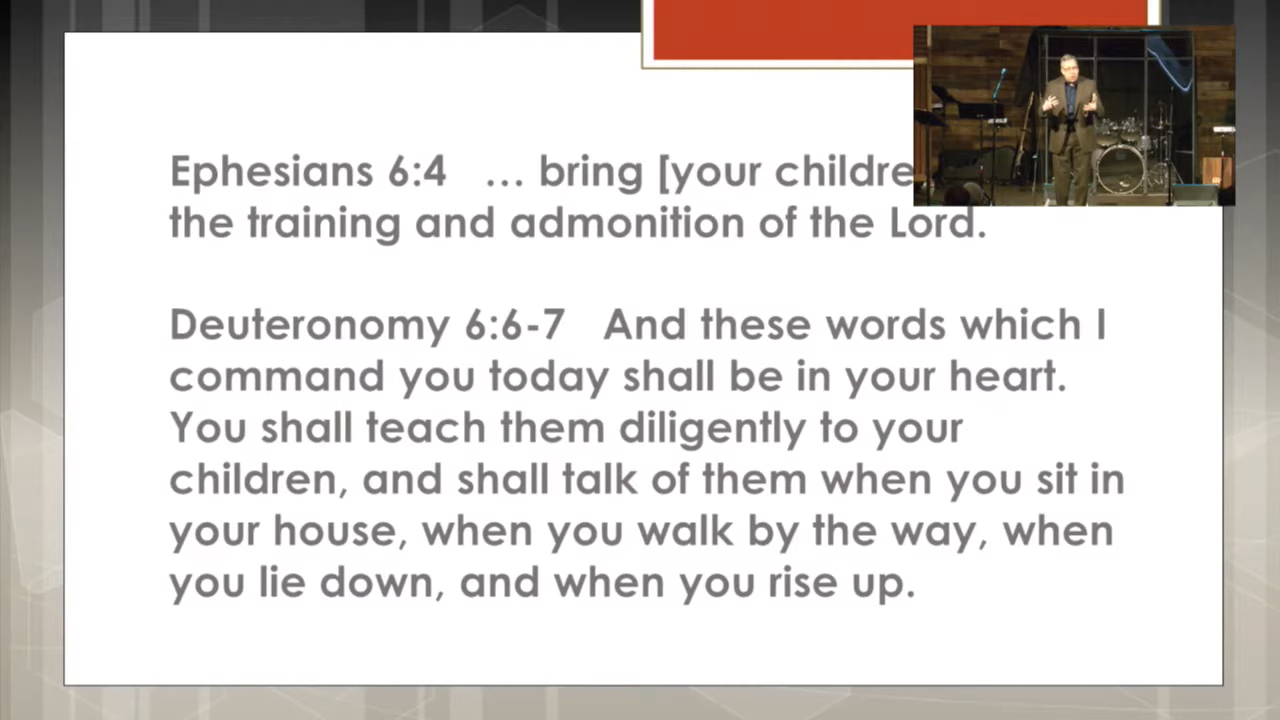 Ephesians 6:4 … bring [your childre
the training and admonition of the Lord.
Deuteronomy 6:6-7 And these words which I
command you today shall be in your heart.
You shall teach them diligently to your
children, and shall talk of them when you sit in
your house, when you walk by the way, when
you lie down, and when you rise up.